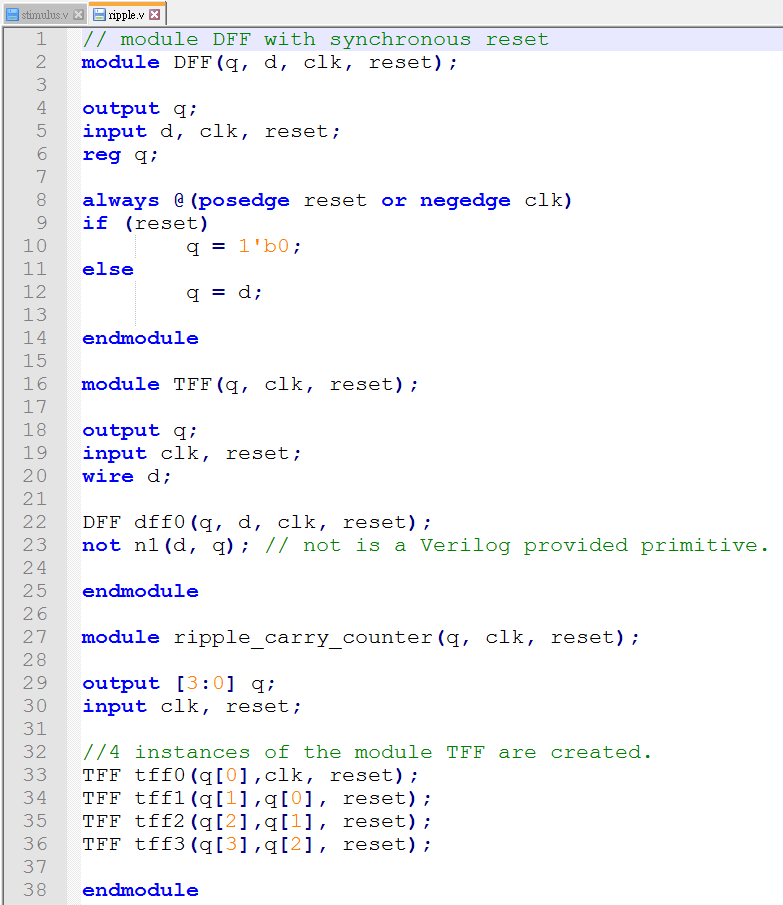 stimulus.v ripple.v
1 // module DFF with synchronous reset
2 module DFF(q, d, clk, reset);
3
4 output q;
5 input d, clk, reset;
6 reg q;
7
8 always @(posedge reset or negedge clk)
9 if (reset)
10 q = 1'b0;
11 else
12 q = d;
13
14 endmodule
15
16 module TFF(q, clk, reset);
17
18 output q;
19 input clk, reset;
20 wire d;
21
22 DFF dff0(q, d, clk, reset);
23 not n1(d, q); // not is a Verilog provided primitive.
24
25 endmodule
26
27 module ripple_carry_counter(q, clk, reset);
28
29 output [3:0] q;
30 input clk, reset;
31
32 //4 instances of the module TFF are created.
33 TFF tff0(q[0],clk, reset);
34 TFF tff1(q[1],q[0], reset);
35 TFF tff2(q[2],q[1], reset);
36 TFF tff3(q[3],q[2], reset);
37
38 endmodule